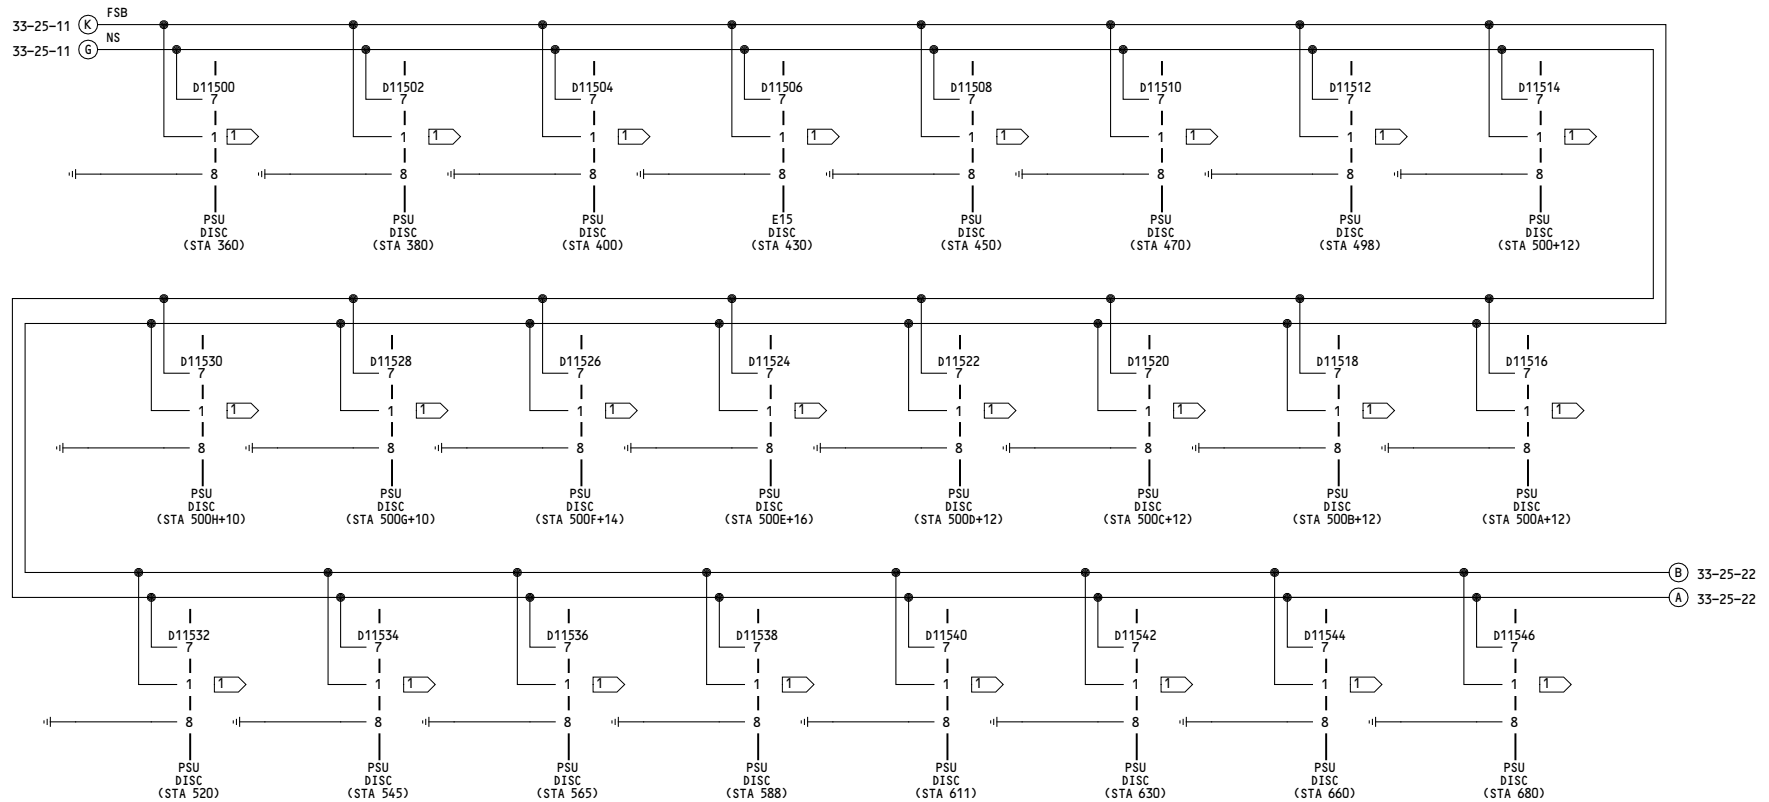 33-25-11 K FSB
33-25-11 G NS
D11500 D11502 D11504 D11506 D11508 D11510 D11512 D11514
7 7 7 7 7 7 7 7
1 1 1 1 1 1 1 1 1 1 1 1 1 1 1 1
8 8 8 8 8 8 8 8
PSU PSU PSU E15 PSU PSU PSU PSU
DISC DISC DISC DISC DISC DISC DISC DISC
(STA 360) (STA 380) (STA 400) (STA 430) (STA 450) (STA 470) (STA 498) (STA 500+12)
D11530 D11528 D11526 D11524 D11522 D11520 D11518 D11516
7 7 7 7 7 7 7 7
1 1 1 1 1 1 1 1 1 1 1 1 1 1 1 1
8 8 8 8 8 8 8 8
PSU PSU PSU PSU PSU PSU PSU PSU
DISC DISC DISC DISC DISC DISC DISC DISC
(STA 500H+10) (STA 500G+10) (STA 500F+14) (STA 500E+16) (STA 500D+12) (STA 500C+12) (STA 500B+12) (STA 500A+12)
B 33-25-22
A 33-25-22
D11532 D11534 D11536 D11538 D11540 D11542 D11544 D11546
7 7 7 7 7 7 7 7
1 1 1 1 1 1 1 1 1 1 1 1 1 1 1 1
8 8 8 8 8 8 8 8
PSU PSU PSU PSU PSU PSU PSU PSU
DISC DISC DISC DISC DISC DISC DISC DISC
(STA 520) (STA 545) (STA 565) (STA 588) (STA 611) (STA 630) (STA 660) (STA 680)